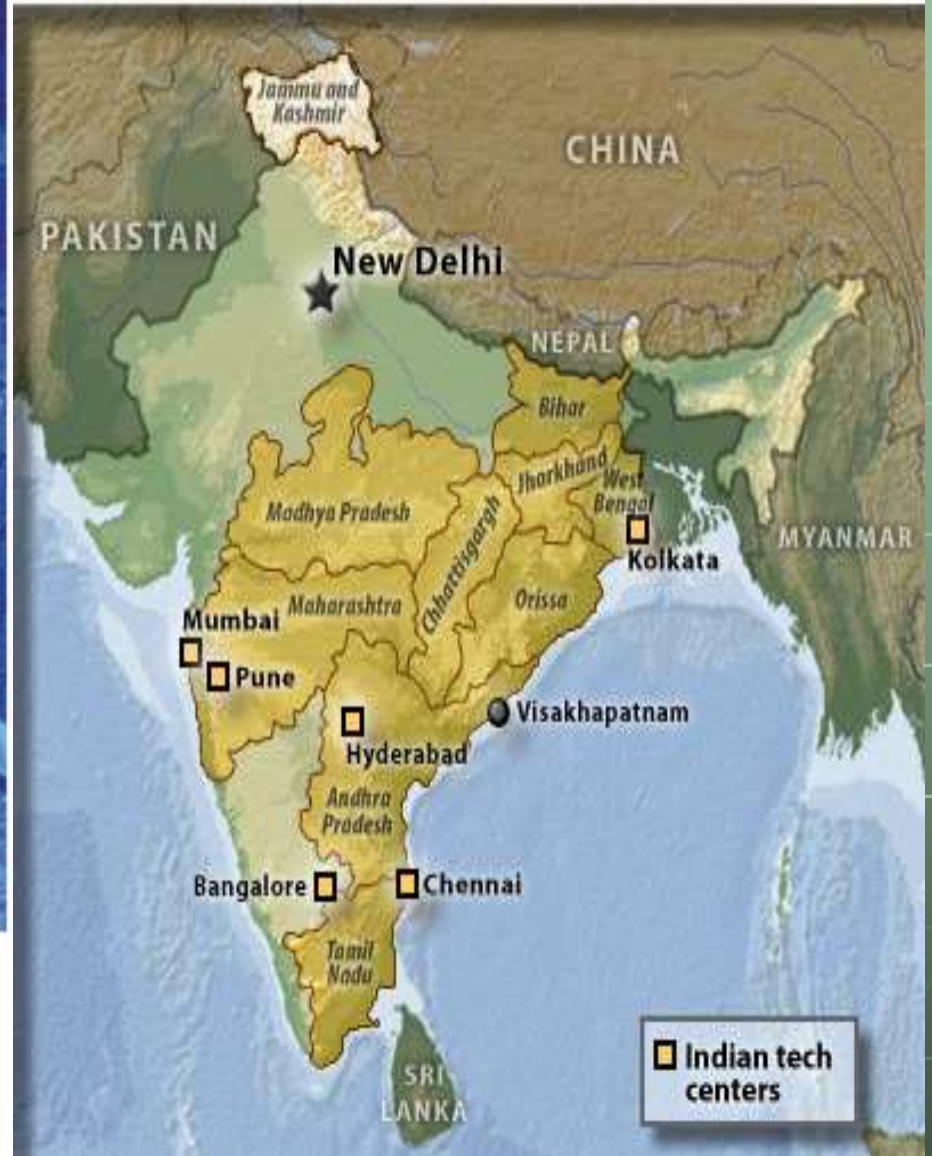 Jammu and
Kashmir
CHINA
PAKISTAN
New Delhi
NEPAL
Bihar
Jharkhand
West
Bengal
Madhya Pradesh
Chhattisgargh
MYANMAR
Kolkata
Maharashtra
Orissa
Mumbai
Pune
Visakhapatnam
Hyderabad
Andhra
Pradesh
Bangalore
Chennai
Tamil
Nadu
Indian tech
centers
SRI
LANKA